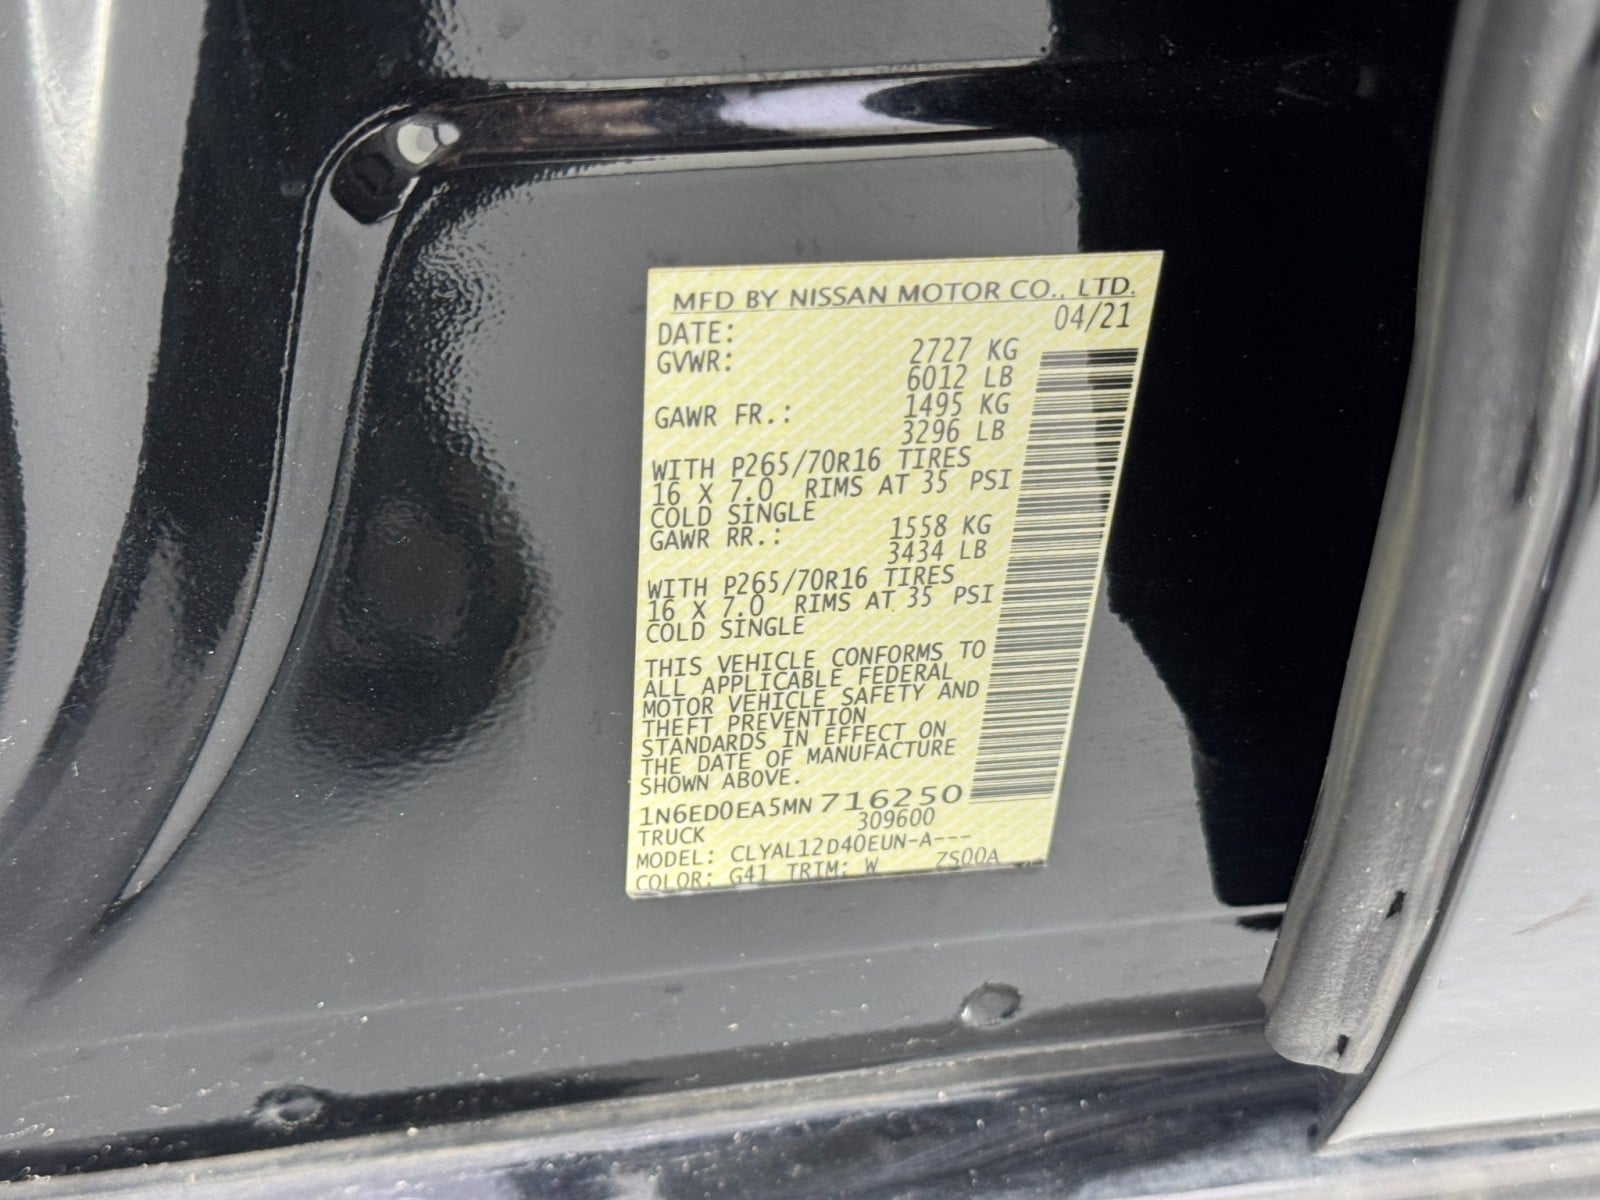 MFD BY NISSAN MOTOR CO., LTD.
DATE: 04/21
GVWR: 2727 KG
6012 LB
GAWR FR.: 1495 KG
3296 LB
WITH P265/70R16 TIRES
16 X 7.0 RIMS AT 35 PSI
COLD SINGLE
GAWR RR.: 1558 KG
3434 LB
WITH P265/70R16 TIRES
16 X 7.0 RIMS AT 35 PSI
COLD SINGLE
THIS VEHICLE CONFORMS TO
ALL APPLICABLE FEDERAL
MOTOR VEHICLE SAFETY AND
THEFT PREVENTION
STANDARDS IN EFFECT ON
THE DATE OF MANUFACTURE
SHOWN ABOVE.
1N6ED0EA5MN716250
TRUCK 309600
MODEL: CLYAL12D40EUN-A---
COLOR: G41 TRIM: W ZS00A